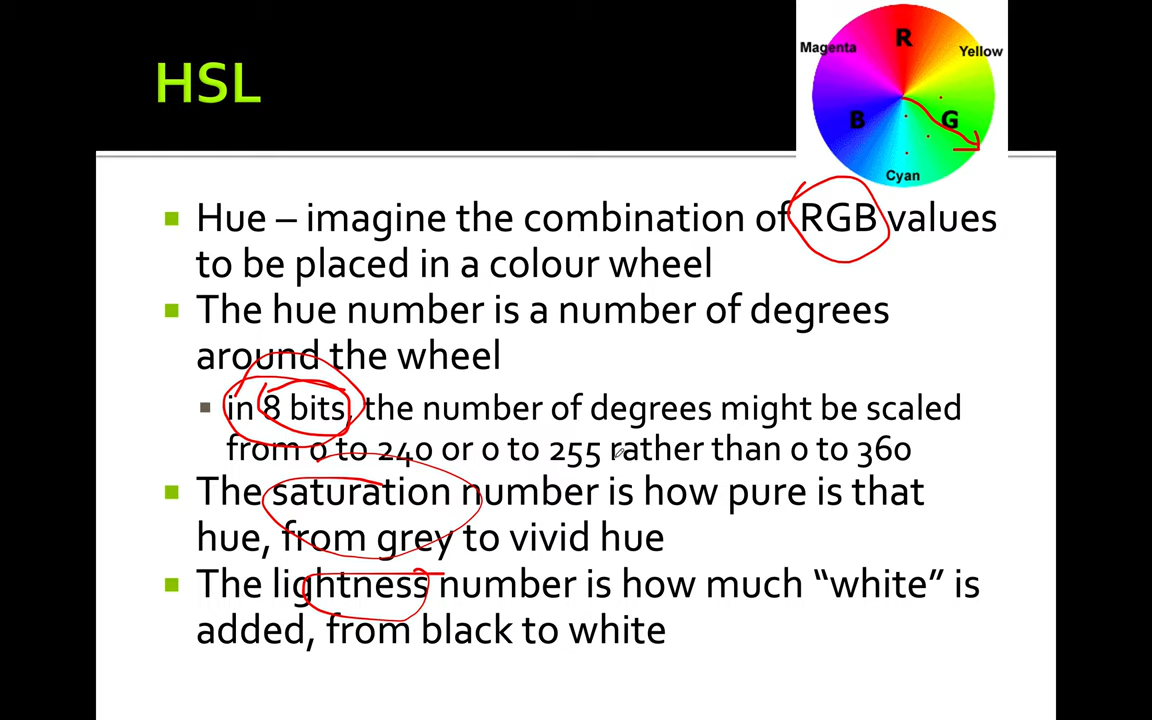 HSL
R
Magenta
Yellow
B
G
Cyan
Hue – imagine the combination of RGB values
to be placed in a colour wheel
The hue number is a number of degrees
around the wheel
in 8 bits, the number of degrees might be scaled
from 0 to 240 or 0 to 255 rather than 0 to 360
The saturation number is how pure is that
hue, from grey to vivid hue
The lightness number is how much “white” is
added, from black to white